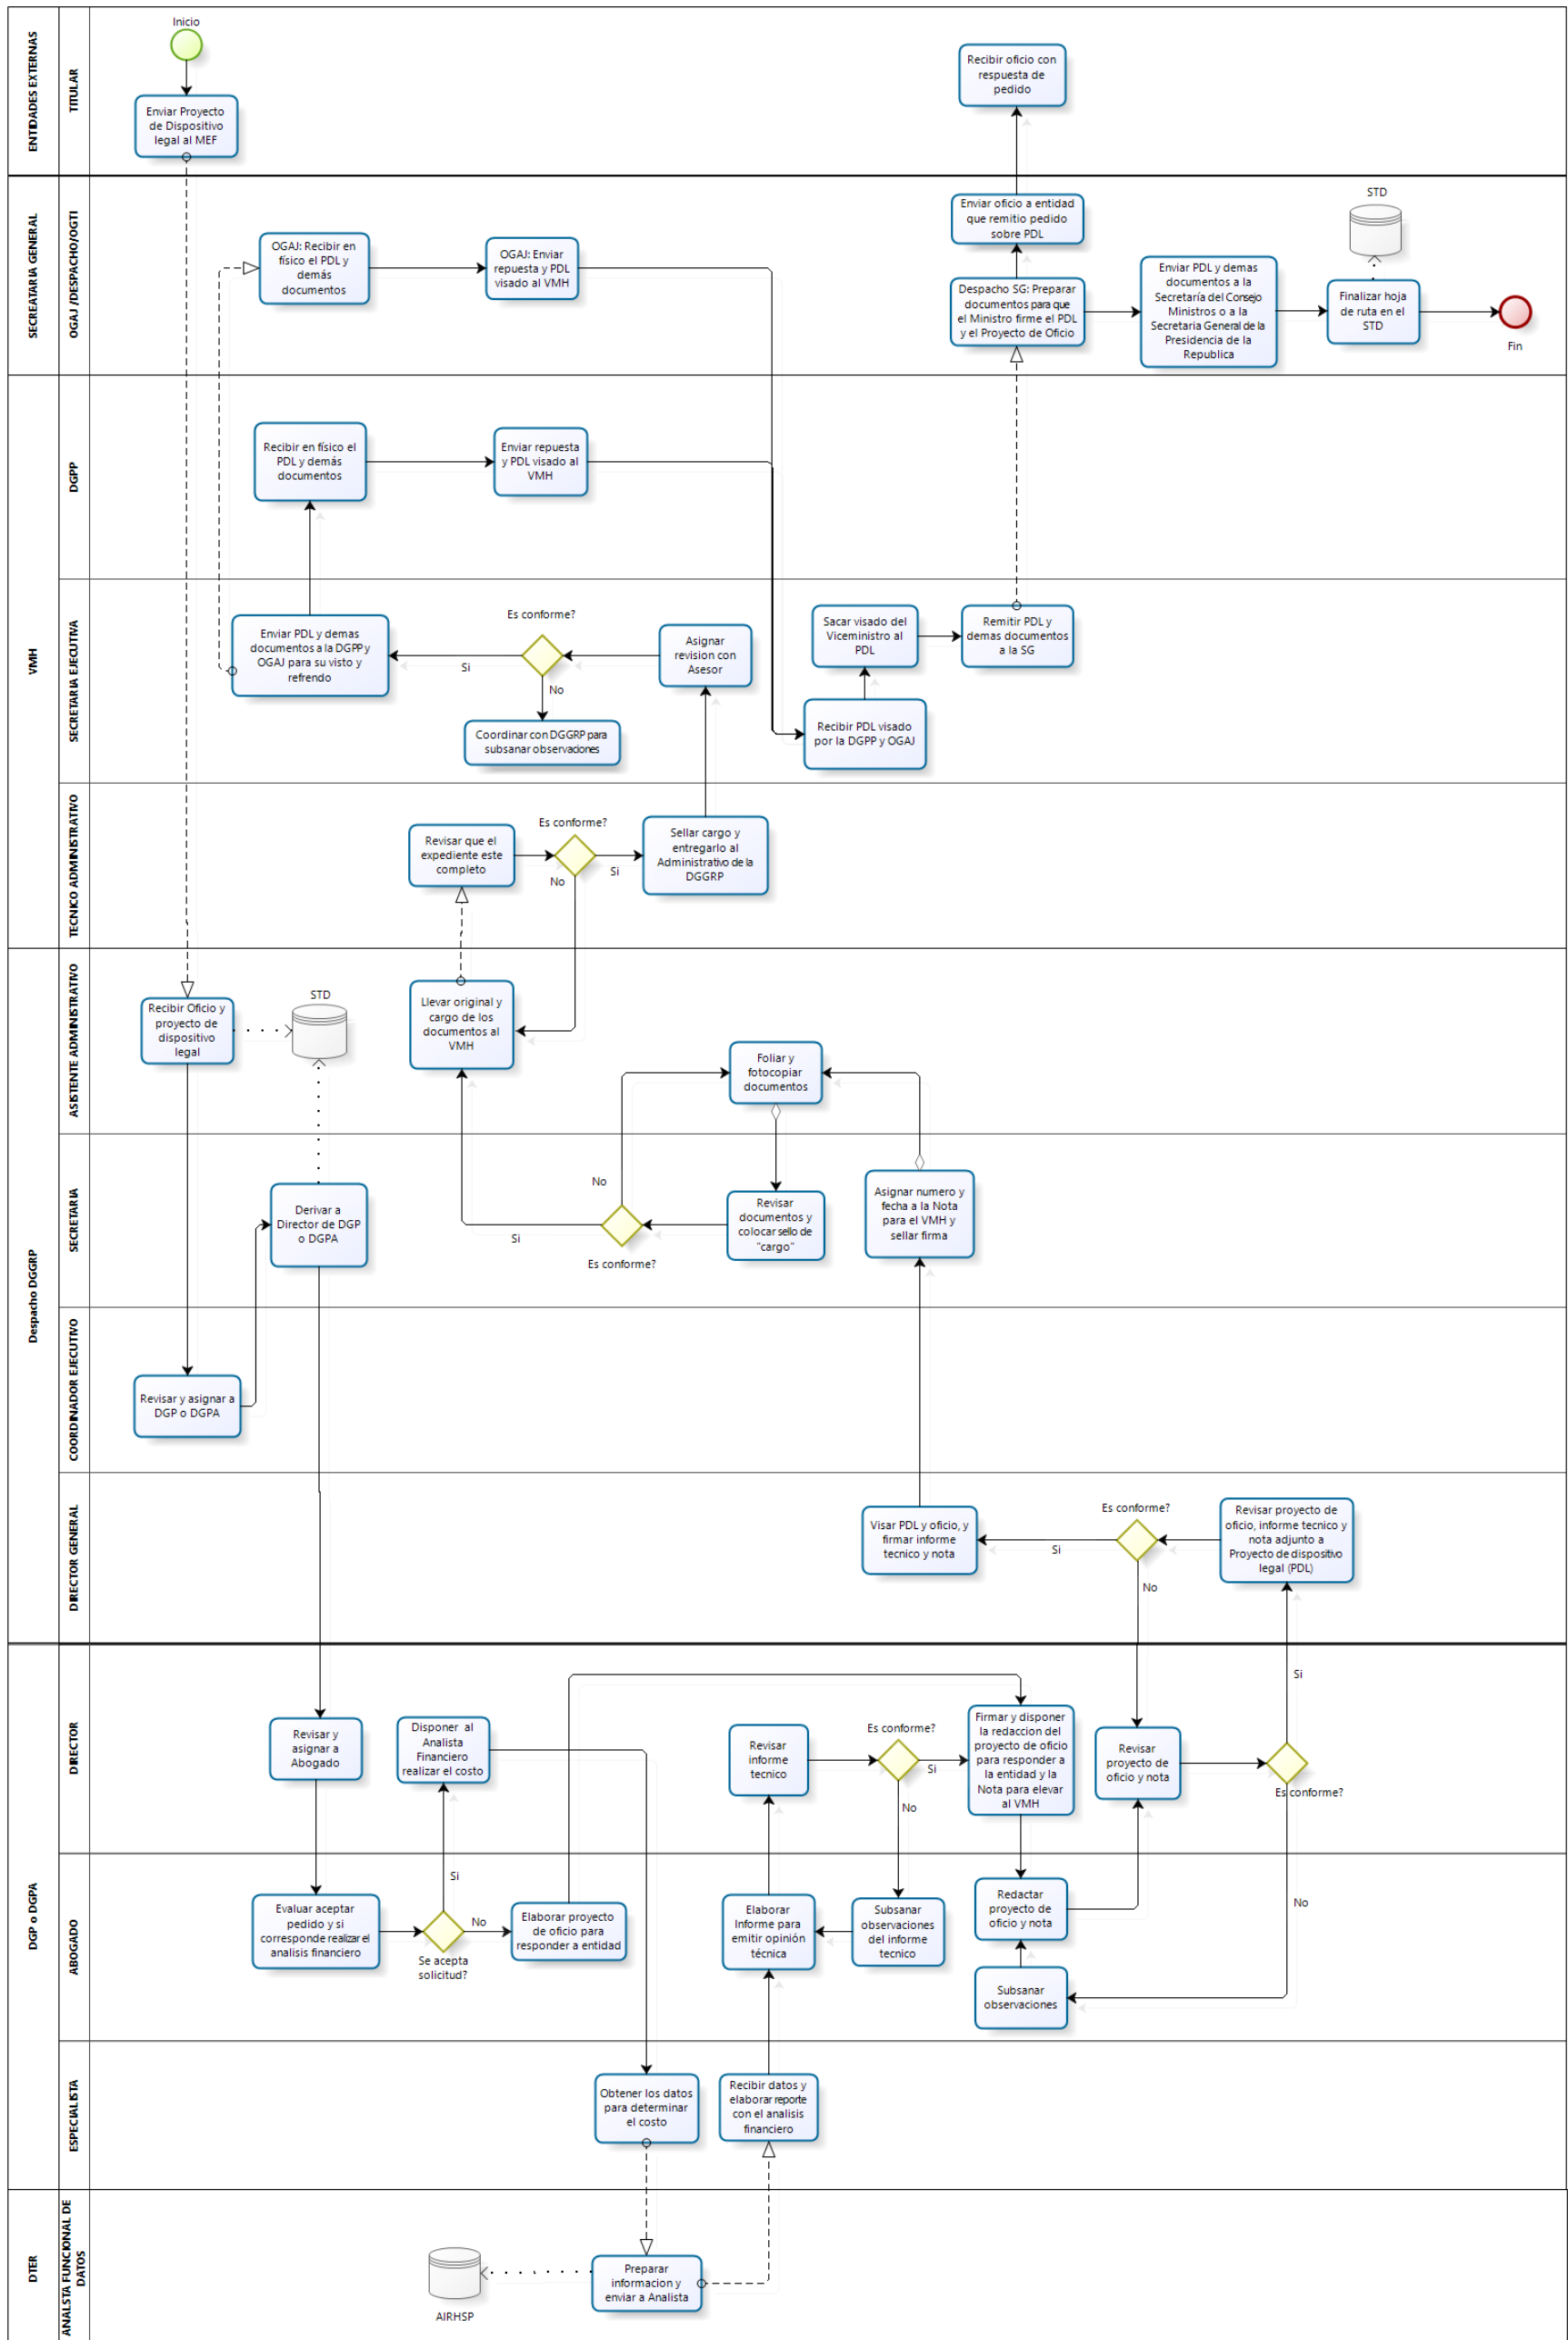 ENTIDADES EXTERNAS
TITULAR
Inicio
Enviar Proyecto
de Dispositivo
legal al MEF
Recibir oficio con
respuesta de
pedido
SECREATARIA GENERAL
OGAJ /DESPACHO/OGTI
OGAJ: Recibir en
físico el PDL y
demás
documentos
OGAJ: Enviar
repuesta y PDL
visado al VMH
Enviar oficio a entidad
que remitio pedido
sobre PDL
Despacho SG: Preparar
documentos para que
el Ministro firme el PDL
y el Proyecto de Oficio
Enviar PDL y demas
documentos a la
Secretaría del Consejo
Ministros o a la
Secretaria General de la
Presidencia de la
Republica
STD
Finalizar hoja
de ruta en el
STD
Fin
VMH
DGPP
Recibir en físico el
PDL y demás
documentos
Enviar repuesta
y PDL visado al
VMH
SECRETARIA EJECUTIVA
Enviar PDL y demas
documentos a la DGPP y
OGAJ para su visto y
refrendo
Si
Es conforme?
No
Coordinar con DGGRP para
subsanar observaciones
Asignar
revision con
Asesor
Sacar visado del
Viceministro al
PDL
Remitir PDL y
demas documentos
a la SG
Recibir PDL visado
por la DGPP y OGAJ
TECNICO ADMINISTRATIVO
Revisar que el
expediente este
completo
Es conforme?
No
Si
Sellar cargo y
entregarlo al
Administrativo de la
DGGRP
Despacho DGGRP
ASISTENTE ADMINISTRATIVO
Recibir Oficio y
proyecto de
dispositivo
legal
STD
Llevar original y
cargo de los
documentos al
VMH
Foliar y
fotocopiar
documentos
SECRETARIA
Derivar a
Director de DGP
o DGPA
No
Si
Es conforme?
Revisar
documentos y
colocar sello de
"cargo"
Asignar numero y
fecha a la Nota
para el VMH y
sellar firma
COORDINADOR EJECUTIVO
Revisar y asignar a
DGP o DGPA
DIRECTOR GENERAL
Visar PDL y oficio, y
firmar informe
tecnico y nota
Si
Es conforme?
No
Revisar proyecto de
oficio, informe tecnico y
nota adjunto a
Proyecto de dispositivo
legal (PDL)
DGP o DGPA
DIRECTOR
Revisar y
asignar a
Abogado
Disponer al
Analista
Financiero
realizar el costo
Revisar
informe
tecnico
Es conforme?
Si
No
Firmar y disponer
la redaccion del
proyecto de oficio
para responder a
la entidad y la
Nota para elevar
al VMH
Revisar
proyecto de
oficio y nota
Si
Es conforme?
ABOGADO
Evaluar aceptar
pedido y si
corresponde realizar el
analisis financiero
Si
No
Se acepta
solicitud?
Elaborar proyecto
de oficio para
responder a entidad
Elaborar
Informe para
emitir opinión
técnica
Subsanar
observaciones
del informe
tecnico
Redactar
proyecto de
oficio y nota
No
Subsanar
observaciones
ESPECIALISTA
Obtener los datos
para determinar
el costo
Recibir datos y
elaborar reporte
con el analisis
financiero
DTER
ANALSTA FUNCIONAL DE
DATOS
AIRHSP
Preparar
informacion y
enviar a Analista